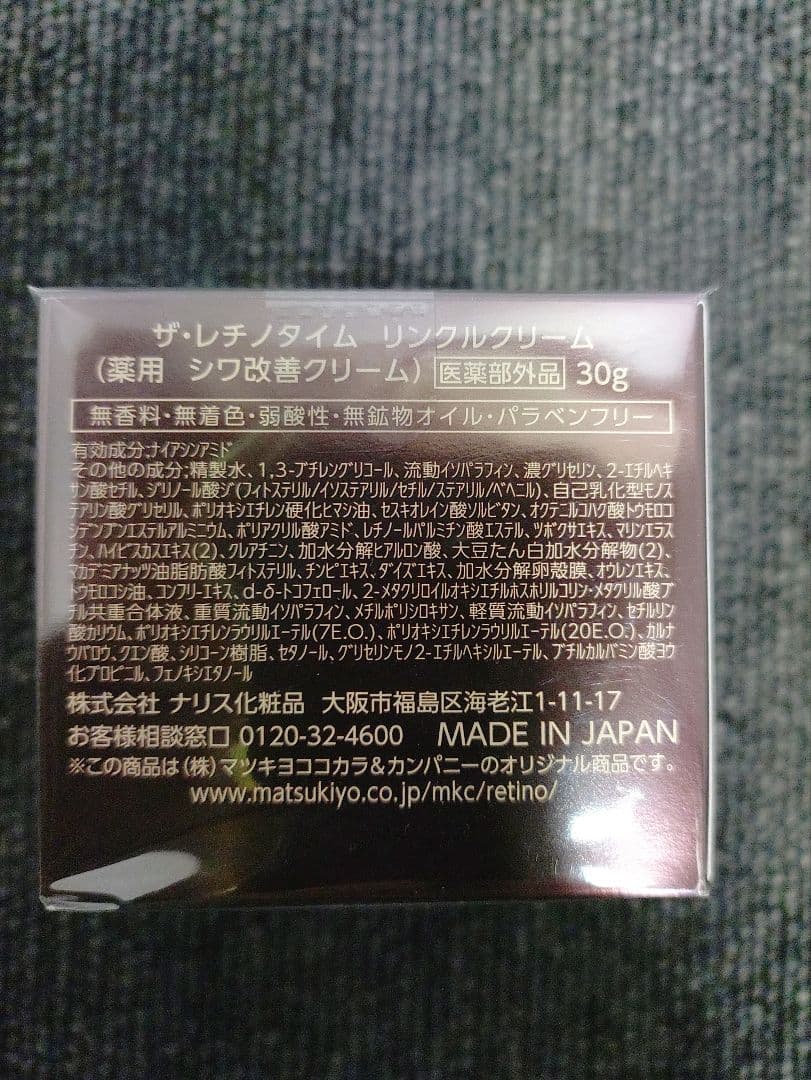 ザ・レチノタイム リンクルクリーム
(薬用 シワ改善クリーム) 医薬部外品 30g
無香料・無着色・弱酸性・無鉱物オイル・パラベンフリー
有効成分:ナイアシンアミド
その他の成分:精製水、1,3-ブチレングリコール、流動イソパラフィン、濃グリセリン、2-エチルヘキ
サン酸セチル、ジリノール酸ジ(フィトステリル/イソステアリル/セチル/ステアリル/ベヘニル)、自己乳化型モノス
テアリン酸グリセリル、ポリオキシエチレン硬化ヒマシ油、セスキオレイン酸ソルビタン、オクテニルコハク酸トウモロコ
シデンプンエステルアルミニウム、ポリアクリル酸アミド、レチノールパルミチン酸エステル、ツボクサエキス、マリンエラス
チン、Mビスカスエキス(2)、クレアチニン、加水分解ヒアルロン酸、大豆たん白加水分解物(2)、
マカデミアナッツ油脂肪酸フィトステリル、チンピエキス、ダイズエキス、加水分解卵殻膜、オウレンエキス、
トウモロコシ油、コンフリーエキス、d-δ-トコフェロール、2-メタクリロイルオキシエチルホスホリルコリン・メタクリル酸ブ
チル共重合体液、重質流動イソパラフィン、メチルポリシロキサン、軽質流動イソパラフィン、セチルリン
酸カリウム、ポリオキシエチレンラウリルエーテル(7E.O.)、ポリオキシエチレンラウリルエーテル(20E.O.)、カルナ
ウバロウ、クエン酸、シリコーン樹脂、セタノール、グリセリンモノ2-エチルヘキシルエーテル、ブチルカルバミン酸ヨウ
化プロピニル、フェノキシエタノール
株式会社 ナリス化粧品 大阪市福島区海老江1-11-17
お客様相談窓口 0120-32-4600 MADE IN JAPAN
※この商品は(株)マツキヨココカラ&カンパニーのオリジナル商品です。
www.matsukiyo.co.jp/mkc/retino/